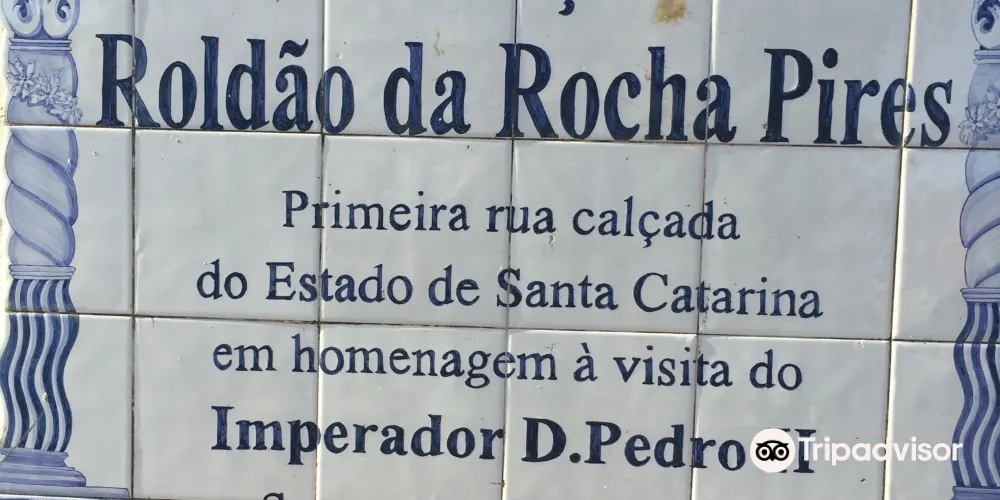 Roldão da Rocha Pires
Primeira rua calçada
do Estado de Santa Catarina
em homenagem à visita do
Imperador D.Pedro II
Tripadvisor